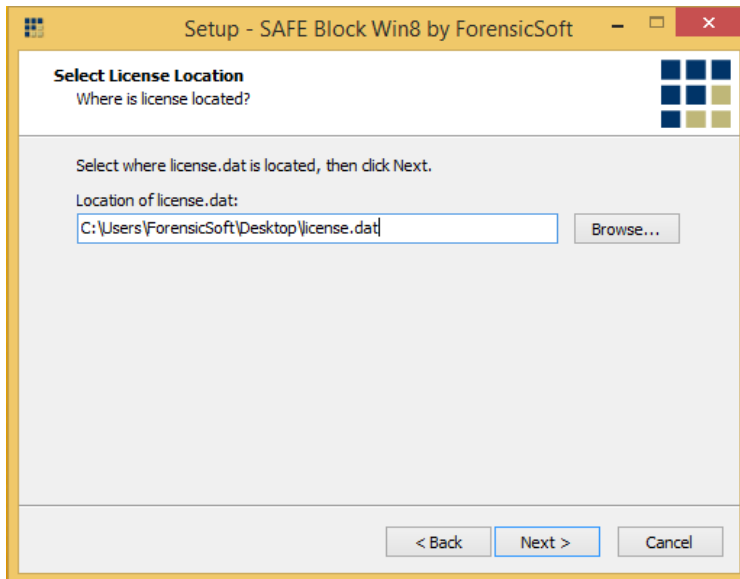 Setup - SAFE Block Win8 by ForensicSoft
Select License Location
Where is license located?
Select where license.dat is located, then click Next.
Location of license.dat:
C:\Users\ForensicSoft\Desktop\license.dat
Browse...
< Back
Next >
Cancel